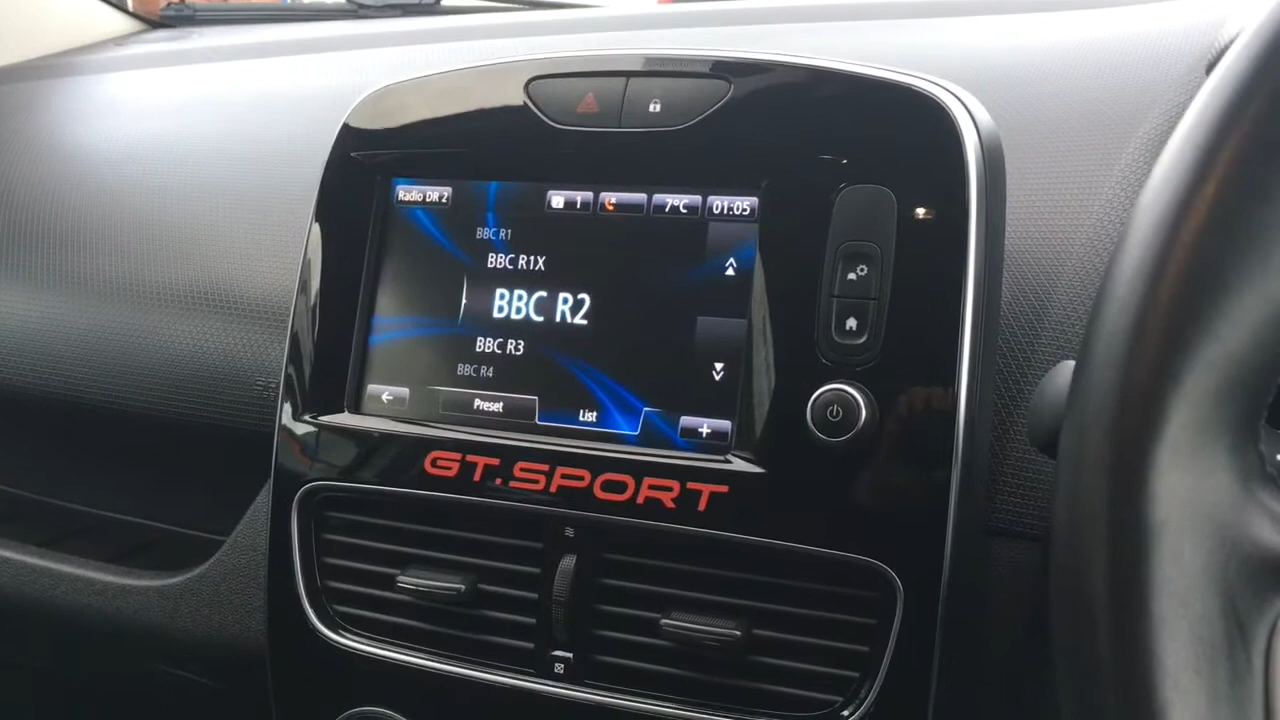 Radio DR 2
1
7°C
01:05
BBC R1
BBC R1X
BBC R2
BBC R3
BBC R4
Preset
List
GT.SPORT